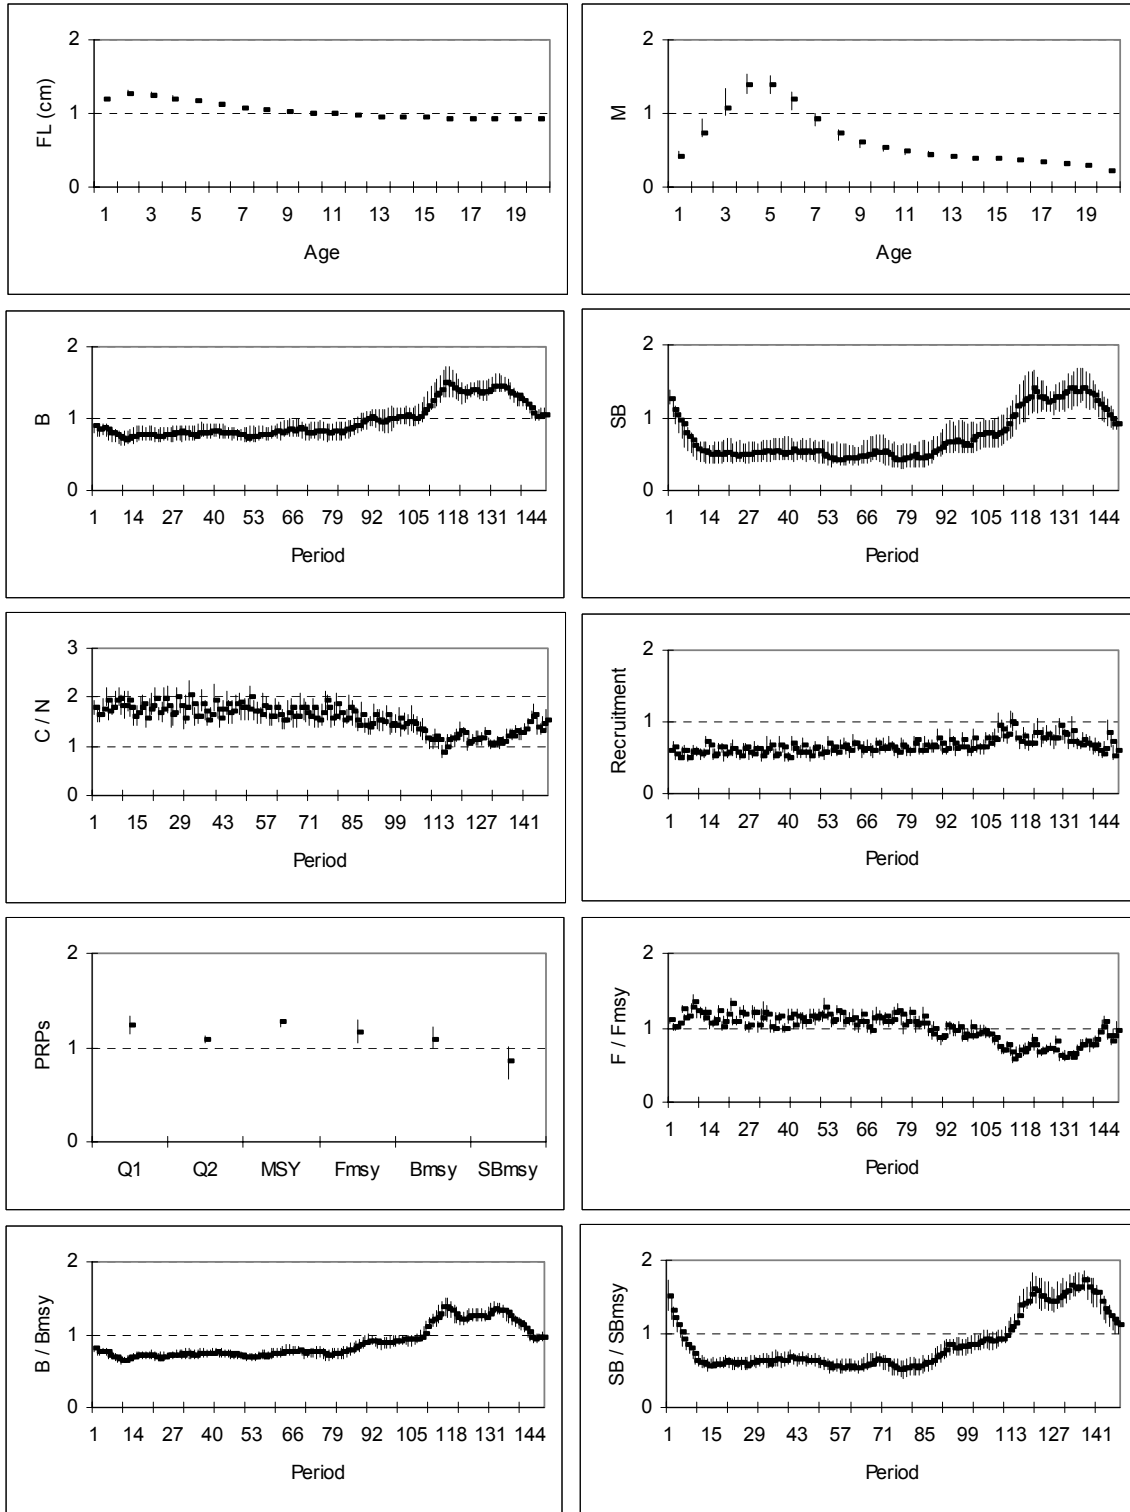 2
FL (cm)
1
0
1 3 5 7 9 11 13 15 17 19
Age
2
M
1
0
1 3 5 7 9 11 13 15 17 19
Age
2
B
1
0
1 14 27 40 53 66 79 92 105 118 131 144
Period
2
SB
1
0
1 14 27 40 53 66 79 92 105 118 131 144
Period
3
2
C / N
1
0
1 15 29 43 57 71 85 99 113 127 141
Period
2
Recruitment
1
0
1 14 27 40 53 66 79 92 105 118 131 144
Period
2
PRPs
1
0
Q1 Q2 MSY Fmsy Bmsy SBmsy
2
F / Fmsy
1
0
1 14 27 40 53 66 79 92 105 118 131 144
Period
2
B / Bmsy
1
0
1 14 27 40 53 66 79 92 105 118 131 144
Period
2
SB / SBmsy
1
0
1 15 29 43 57 71 85 99 113 127 141
Period